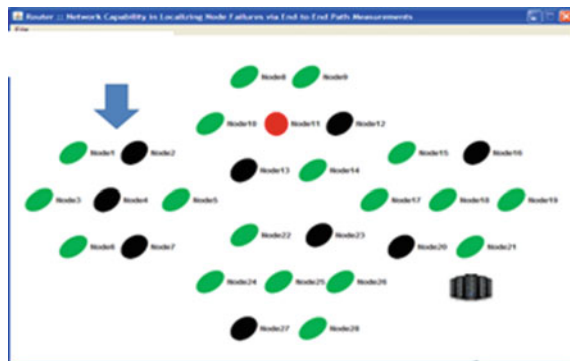 Router :: Network Capability in Localizing Node Failures via End-to-End Path Measurements
File
Node8 Node9
Node10 Node11 Node12
Node1 Node2 Node15 Node16
Node13 Node14
Node3 Node4 Node5 Node17 Node18 Node19
Node22 Node23
Node6 Node7 Node20 Node21
Node24 Node25 Node26
Node27 Node28